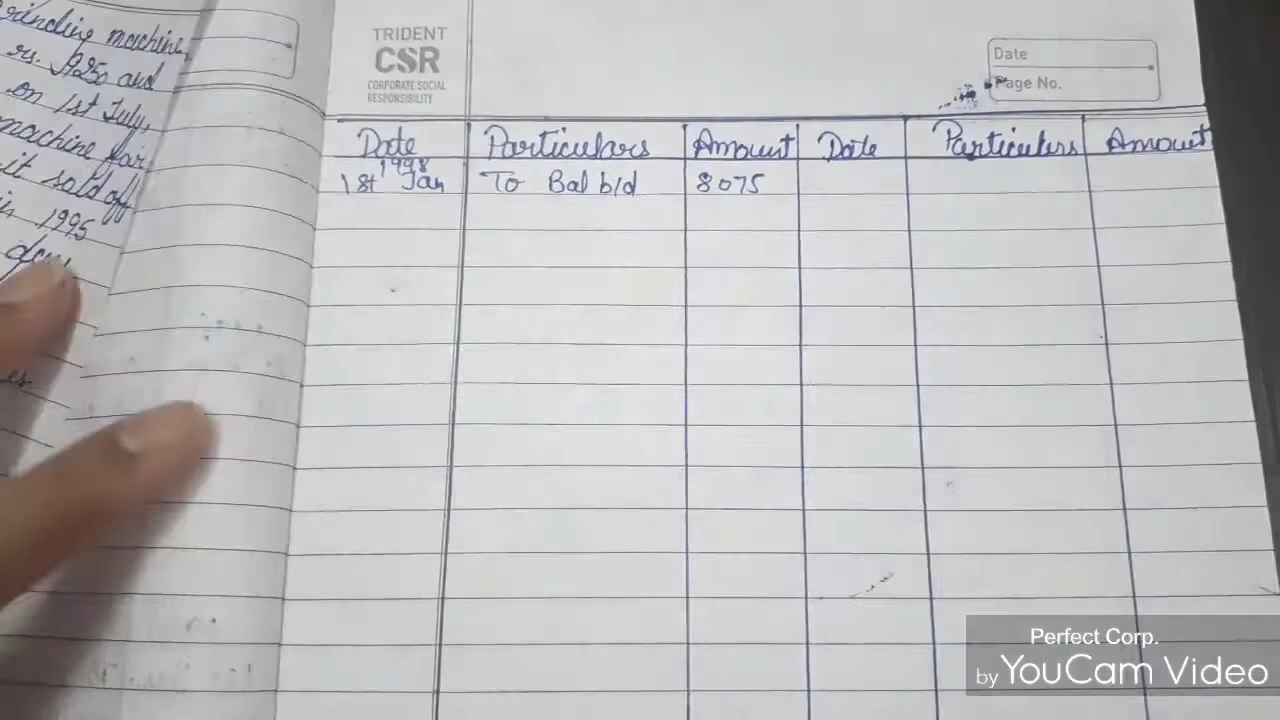 rinding machine,
rs. 9250 and
on 1st July,
machine for
it sold off
in 1995
TRIDENT
CSR
CORPORATE SOCIAL
RESPONSIBILITY
Date
Page No.
Date Particulars Amount Date Particulars Amount
1998
1st Jan To Bal b/d 8075
Perfect Corp.
by YouCam Video